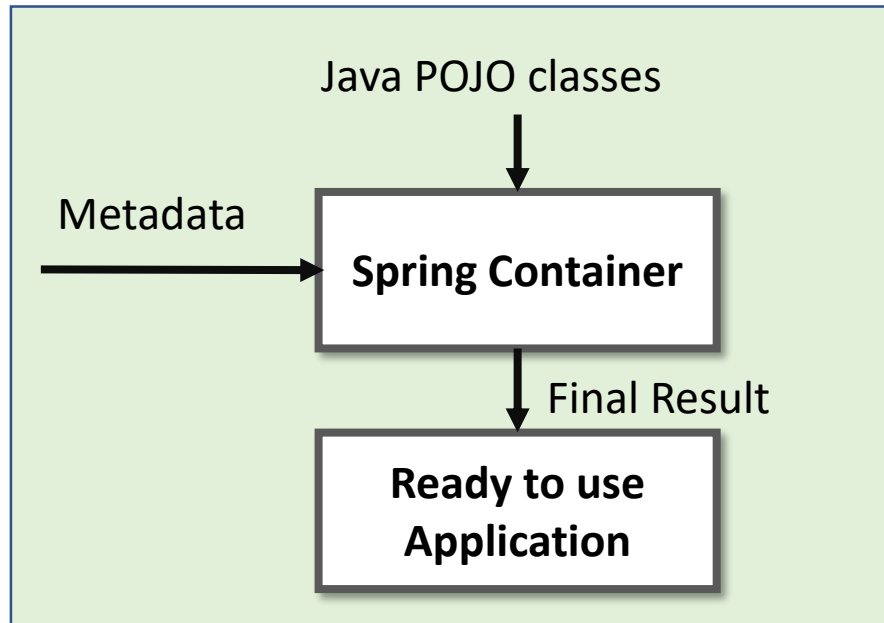 Java POJO classes
Metadata
Spring Container
Final Result
Ready to use
Application